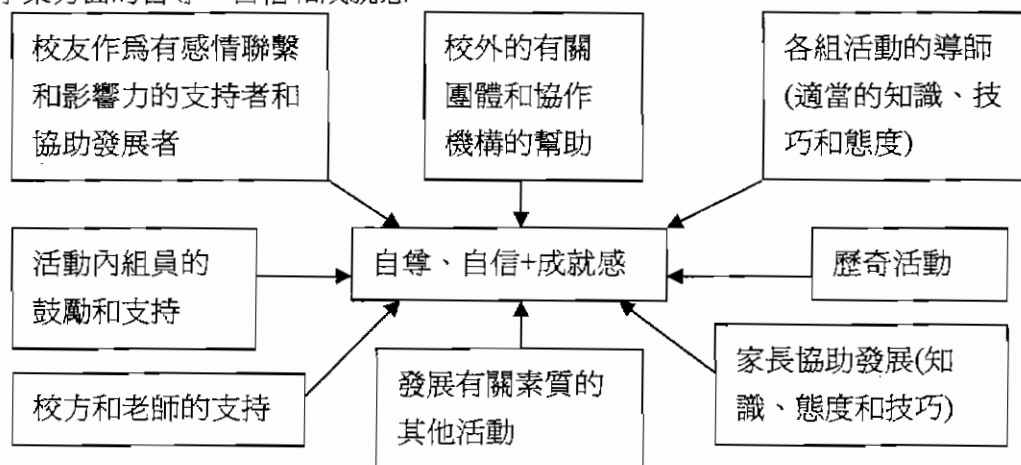 校友作爲有感情聯繫
和影響力的支持者和
協助發展者
校外的有關
團體和協作
機構的幫助
各組活動的導師
(適當的知識、技
巧和態度)
活動內組員的
鼓勵和支持
自尊、自信+成就感
歷奇活動
校方和老師的支持
發展有關素質的
其他活動
家長協助發展(知
識、態度和技巧)